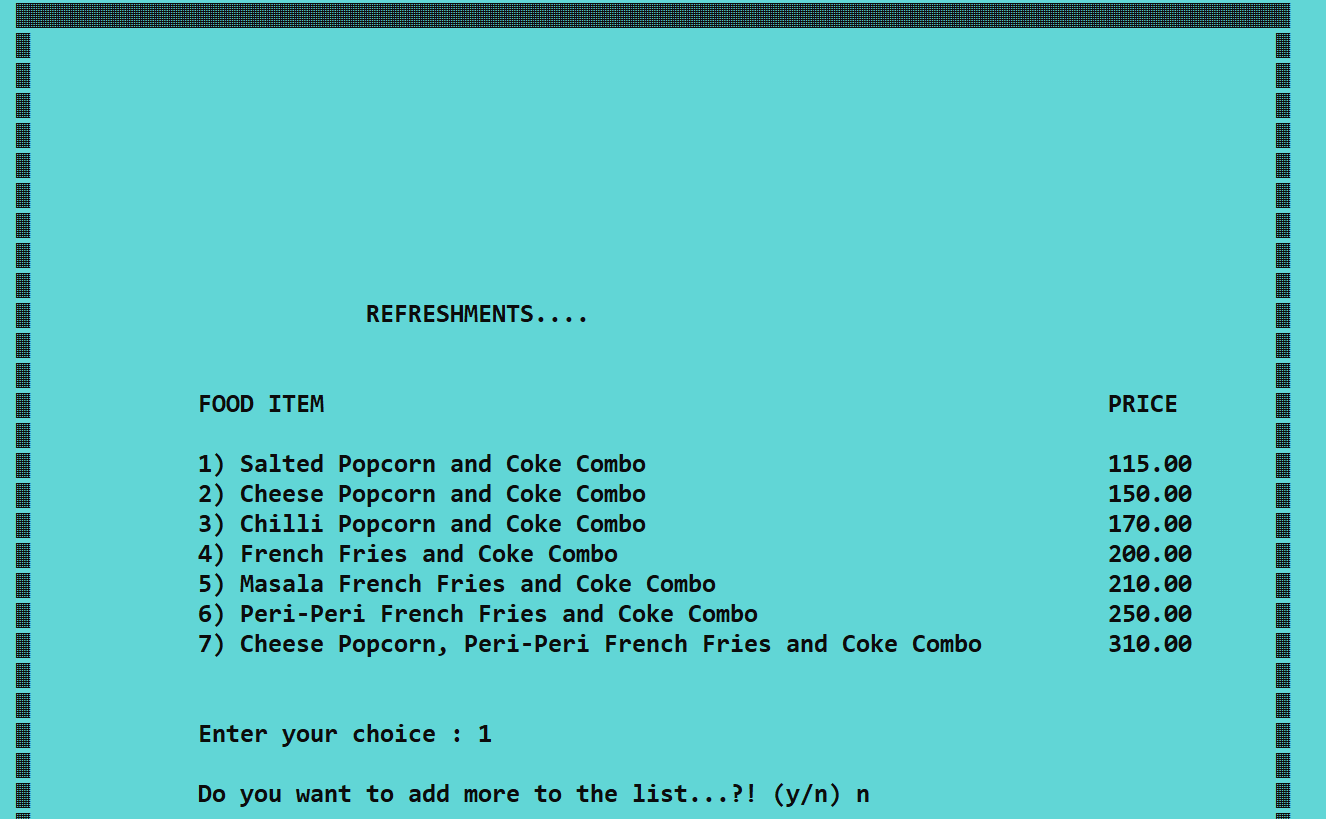 REFRESHMENTS....
FOOD ITEM PRICE
1) Salted Popcorn and Coke Combo 115.00
2) Cheese Popcorn and Coke Combo 150.00
3) Chilli Popcorn and Coke Combo 170.00
4) French Fries and Coke Combo 200.00
5) Masala French Fries and Coke Combo 210.00
6) Peri-Peri French Fries and Coke Combo 250.00
7) Cheese Popcorn, Peri-Peri French Fries and Coke Combo 310.00
Enter your choice : 1
Do you want to add more to the list...?! (y/n) n